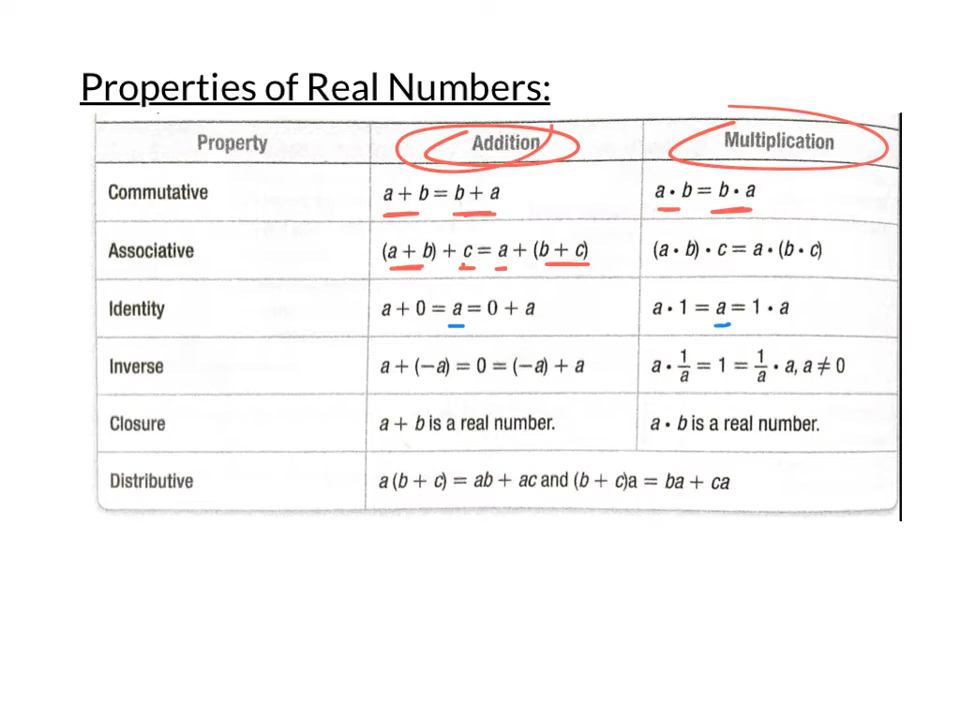 Properties of Real Numbers:
Property Addition Multiplication
Commutative a + b = b + a a • b = b • a
Associative (a + b) + c = a + (b + c) (a • b) • c = a • (b • c)
Identity a + 0 = a = 0 + a a • 1 = a = 1 • a
Inverse a + (−a) = 0 = (−a) + a a • 1/a = 1 = 1/a • a, a ≠ 0
Closure a + b is a real number. a • b is a real number.
Distributive a (b + c) = ab + ac and (b + c)a = ba + ca